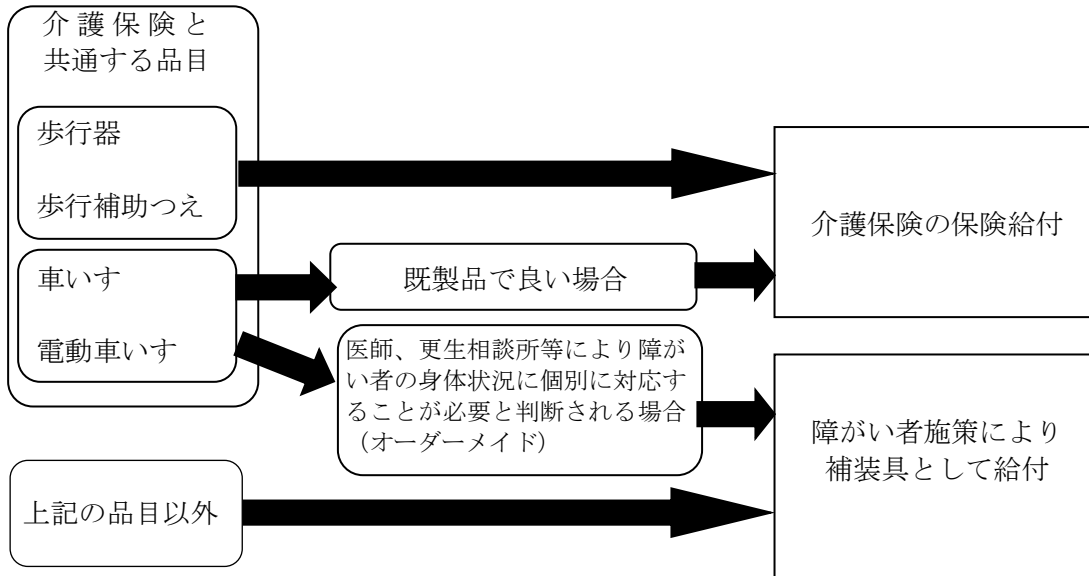 介護保険と
共通する品目
歩行器
歩行補助つえ
車いす
電動車いす
上記の品目以外
既製品で良い場合
医師、更生相談所等により障が
い者の身体状況に個別に対応す
ることが必要と判断される場合
（オーダーメイド）
介護保険の保険給付
障がい者施策により
補装具として給付